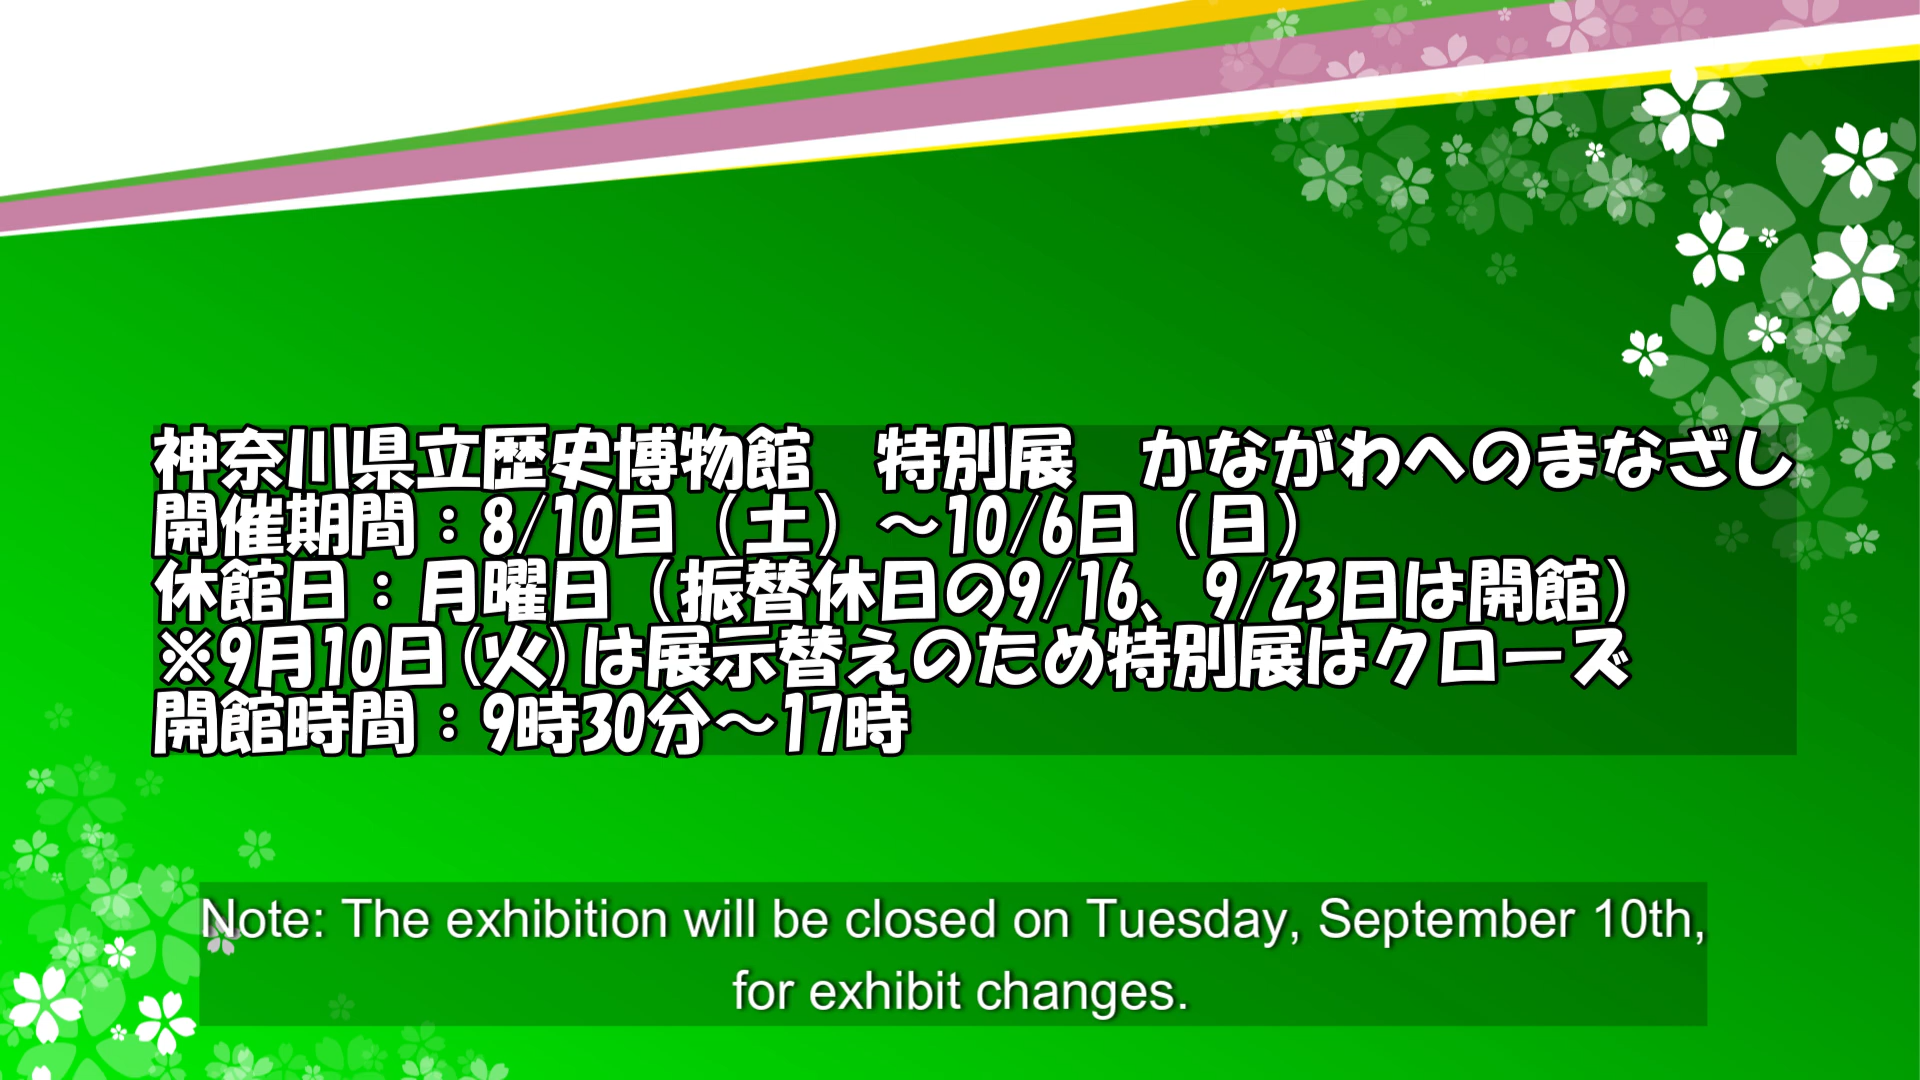 神奈川県立歴史博物館　特別展　かながわへのまなざし
開催期間：8/10日（土）～10/6日（日）
休館日：月曜日（振替休日の9/16、9/23日は開館）
※9月10日(火)は展示替えのため特別展はクローズ
開館時間：9時30分～17時
Note: The exhibition will be closed on Tuesday, September 10th,
for exhibit changes.